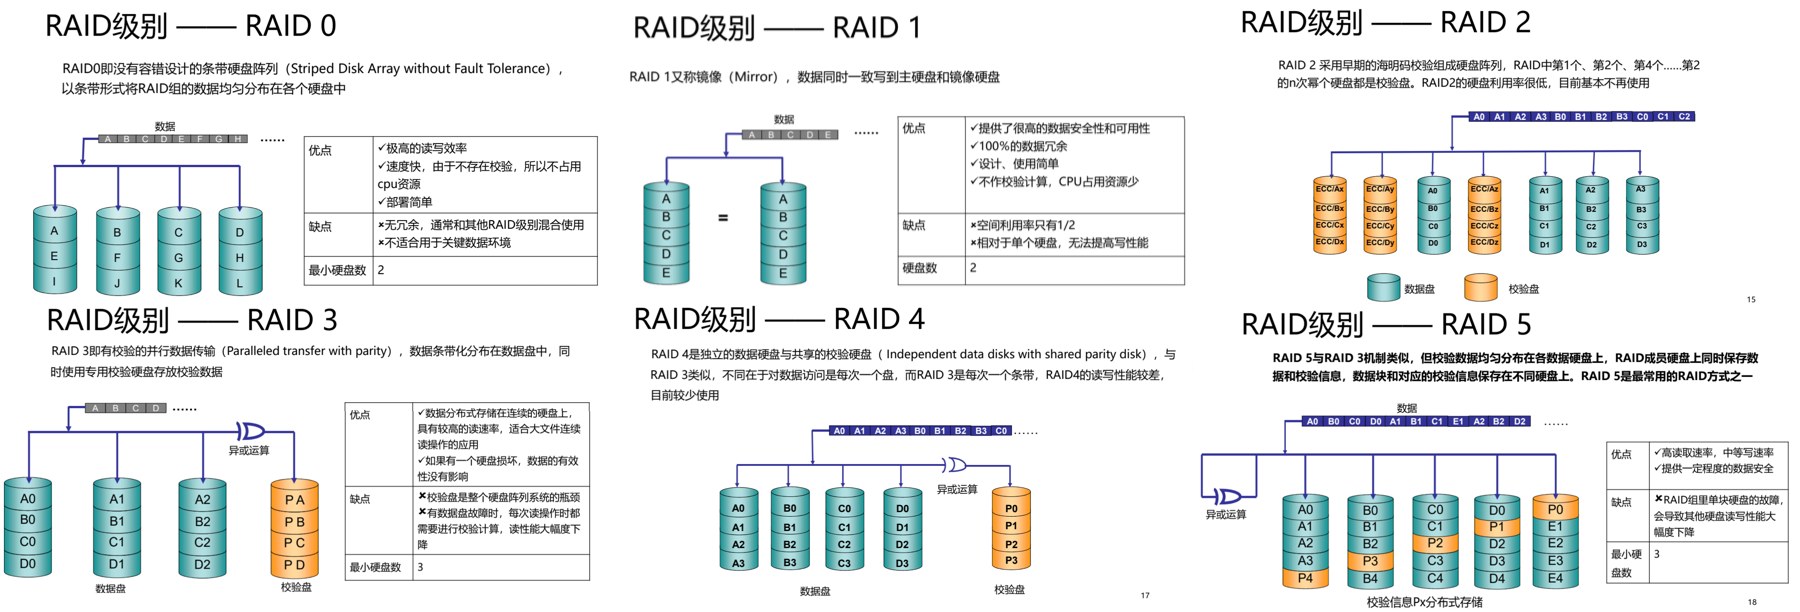 RAID级别 —— RAID 0
RAID0即没有容错设计的条带硬盘阵列（Striped Disk Array without Fault Tolerance），
以条带形式将RAID组的数据均匀分布在各个硬盘中
数据
A B C D E F G H ……
A B C D
E F G H
I J K L
优点
✓极高的读写效率
✓速度快，由于不存在校验，所以不占用
cpu资源
✓部署简单
缺点
×无冗余，通常和其他RAID级别混合使用
×不适合用于关键数据环境
最小硬盘数 2
RAID级别 —— RAID 1
RAID 1又称镜像（Mirror），数据同时一致写到主硬盘和镜像硬盘
数据
A B C D E ……
A A
B = B
C C
D D
E E
优点
✓提供了很高的数据安全性和可用性
✓100%的数据冗余
✓设计、使用简单
✓不作校验计算，CPU占用资源少
缺点
×空间利用率只有1/2
×相对于单个硬盘，无法提高写性能
硬盘数 2
RAID级别 —— RAID 2
RAID 2 采用早期的海明码校验组成硬盘阵列，RAID中第1个、第2个、第4个……第2
的n次幂个硬盘都是校验盘。RAID2的硬盘利用率很低，目前基本不再使用
A0 A1 A2 A3 B0 B1 B2 B3 C0 C1 C2
ECC/Ax ECC/Ay A0 ECC/Az A1 A2 A3
ECC/Bx ECC/By B0 ECC/Bz B1 B2 B3
ECC/Cx ECC/Cy C0 ECC/Cz C1 C2 C3
ECC/Dx ECC/Dy D0 ECC/Dz D1 D2 D3
数据盘 校验盘
15
RAID级别 —— RAID 3
RAID 3即有校验的并行数据传输（Paralleled transfer with parity），数据条带化分布在数据盘中，同
时使用专用校验硬盘存放校验数据
A B C D ……
异或运算
A0 A1 A2 P A
B0 B1 B2 P B
C0 C1 C2 P C
D0 D1 D2 P D
数据盘 校验盘
优点
✓数据分布式存储在连续的硬盘上，
具有较高的读速率，适合大文件连续
读操作的应用
✓如果有一个硬盘损坏，数据的有效
性没有影响
缺点
×校验盘是整个硬盘阵列系统的瓶颈
×有数据盘故障时，每次读操作时都
需要进行校验计算，读性能大幅度下
降
最小硬盘数 3
RAID级别 —— RAID 4
RAID 4是独立的数据硬盘与共享的校验硬盘（ Independent data disks with shared parity disk），与
RAID 3类似，不同在于对数据访问是每次一个盘，而RAID 3是每次一个条带，RAID4的读写性能较差，
目前较少使用
A0 A1 A2 A3 B0 B1 B2 B3 C0 ……
异或运算
A0 B0 C0 D0 P0
A1 B1 C1 D1 P1
A2 B2 C2 D2 P2
A3 B3 C3 D3 P3
数据盘 校验盘
17
RAID级别 —— RAID 5
RAID 5与RAID 3机制类似，但校验数据均匀分布在各数据硬盘上，RAID成员硬盘上同时保存数
据和校验信息，数据块和对应的校验信息保存在不同硬盘上。RAID 5是最常用的RAID方式之一
数据
A0 B0 C0 D0 A1 B1 C1 E1 A2 B2 D2 ……
异或运算
A0 B0 C0 D0 P0
A1 B1 C1 P1 E1
A2 B2 P2 D2 E2
A3 P3 C3 D3 E3
P4 B4 C4 D4 E4
校验信息Px分布式存储
优点
✓高读取速率，中等写速率
✓提供一定程度的数据安全
缺点
×RAID组里单块硬盘的故障，
会导致其他硬盘读写性能大
幅度下降
最小硬
盘数
3
18